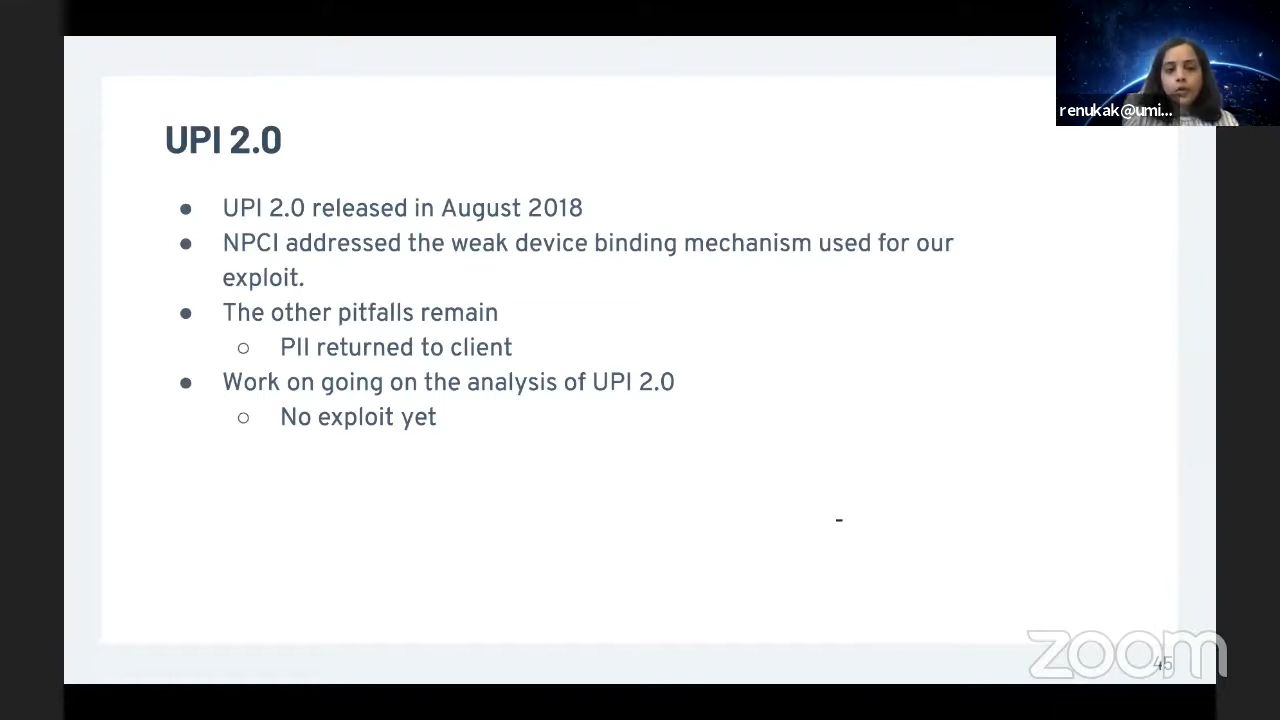 renukak@umi...
UPI 2.0
● UPI 2.0 released in August 2018
● NPCI addressed the weak device binding mechanism used for our
exploit.
● The other pitfalls remain
○ PII returned to client
● Work on going on the analysis of UPI 2.0
○ No exploit yet
-
zoom
45